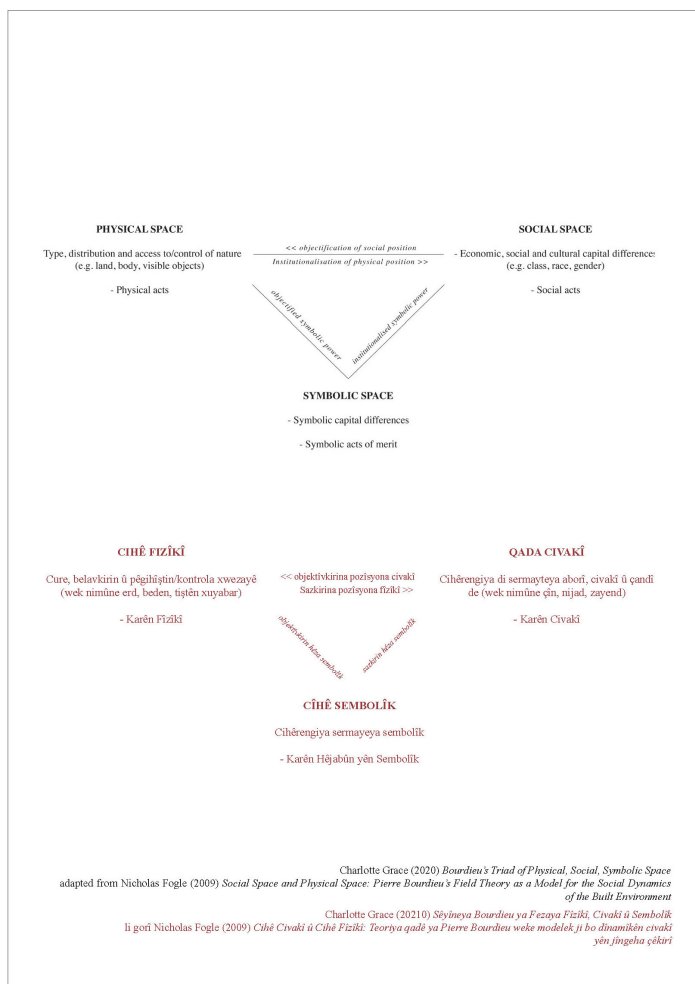 PHYSICAL SPACE
Type, distribution and access to/control of nature
(e.g. land, body, visible objects)
- Physical acts
<< objectification of social position
Institutionalisation of physical position >>
SOCIAL SPACE
- Economic, social and cultural capital differences
(e.g. class, race, gender)
- Social acts
objectified symbolic power
institutionalised symbolic power
SYMBOLIC SPACE
- Symbolic capital differences
- Symbolic acts of merit
CIHÊ FIZÎKÎ
Cure, belavkirin û pêgihîştin/kontrola xwezayê
(wek nimûne erd, beden, tiştên xuyabar)
- Karên Fîzîkî
<< objektîvkirina pozîsyona civakî
Sazkirina pozîsyona fîzîkî >>
QADA CIVAKÎ
Cihêrengiya di sermayteya aborî, civakî û çandî
de (wek nimûne çîn, nijad, zayend)
- Karên Civakî
objektîvkirin hêza sembolîk
sazkirin hêza sembolîk
CÎHÊ SEMBOLÎK
Cihêrengiya sermayeya sembolîk
- Karên Hêjabûn yên Sembolîk
Charlotte Grace (2020) Bourdieu's Triad of Physical, Social, Symbolic Space
adapted from Nicholas Fogle (2009) Social Space and Physical Space: Pierre Bourdieu's Field Theory as a Model for the Social Dynamics
of the Built Environment
Charlotte Grace (20210) Sêyîneya Bourdieu ya Fezaya Fîzîkî, Civakî û Sembolîk
li gorî Nicholas Fogle (2009) Cihê Civakî û Cihê Fîzîkî: Teoriya qadê ya Pierre Bourdieu weke modelek ji bo dînamîkên civakî
yên jîngeha çêkirî